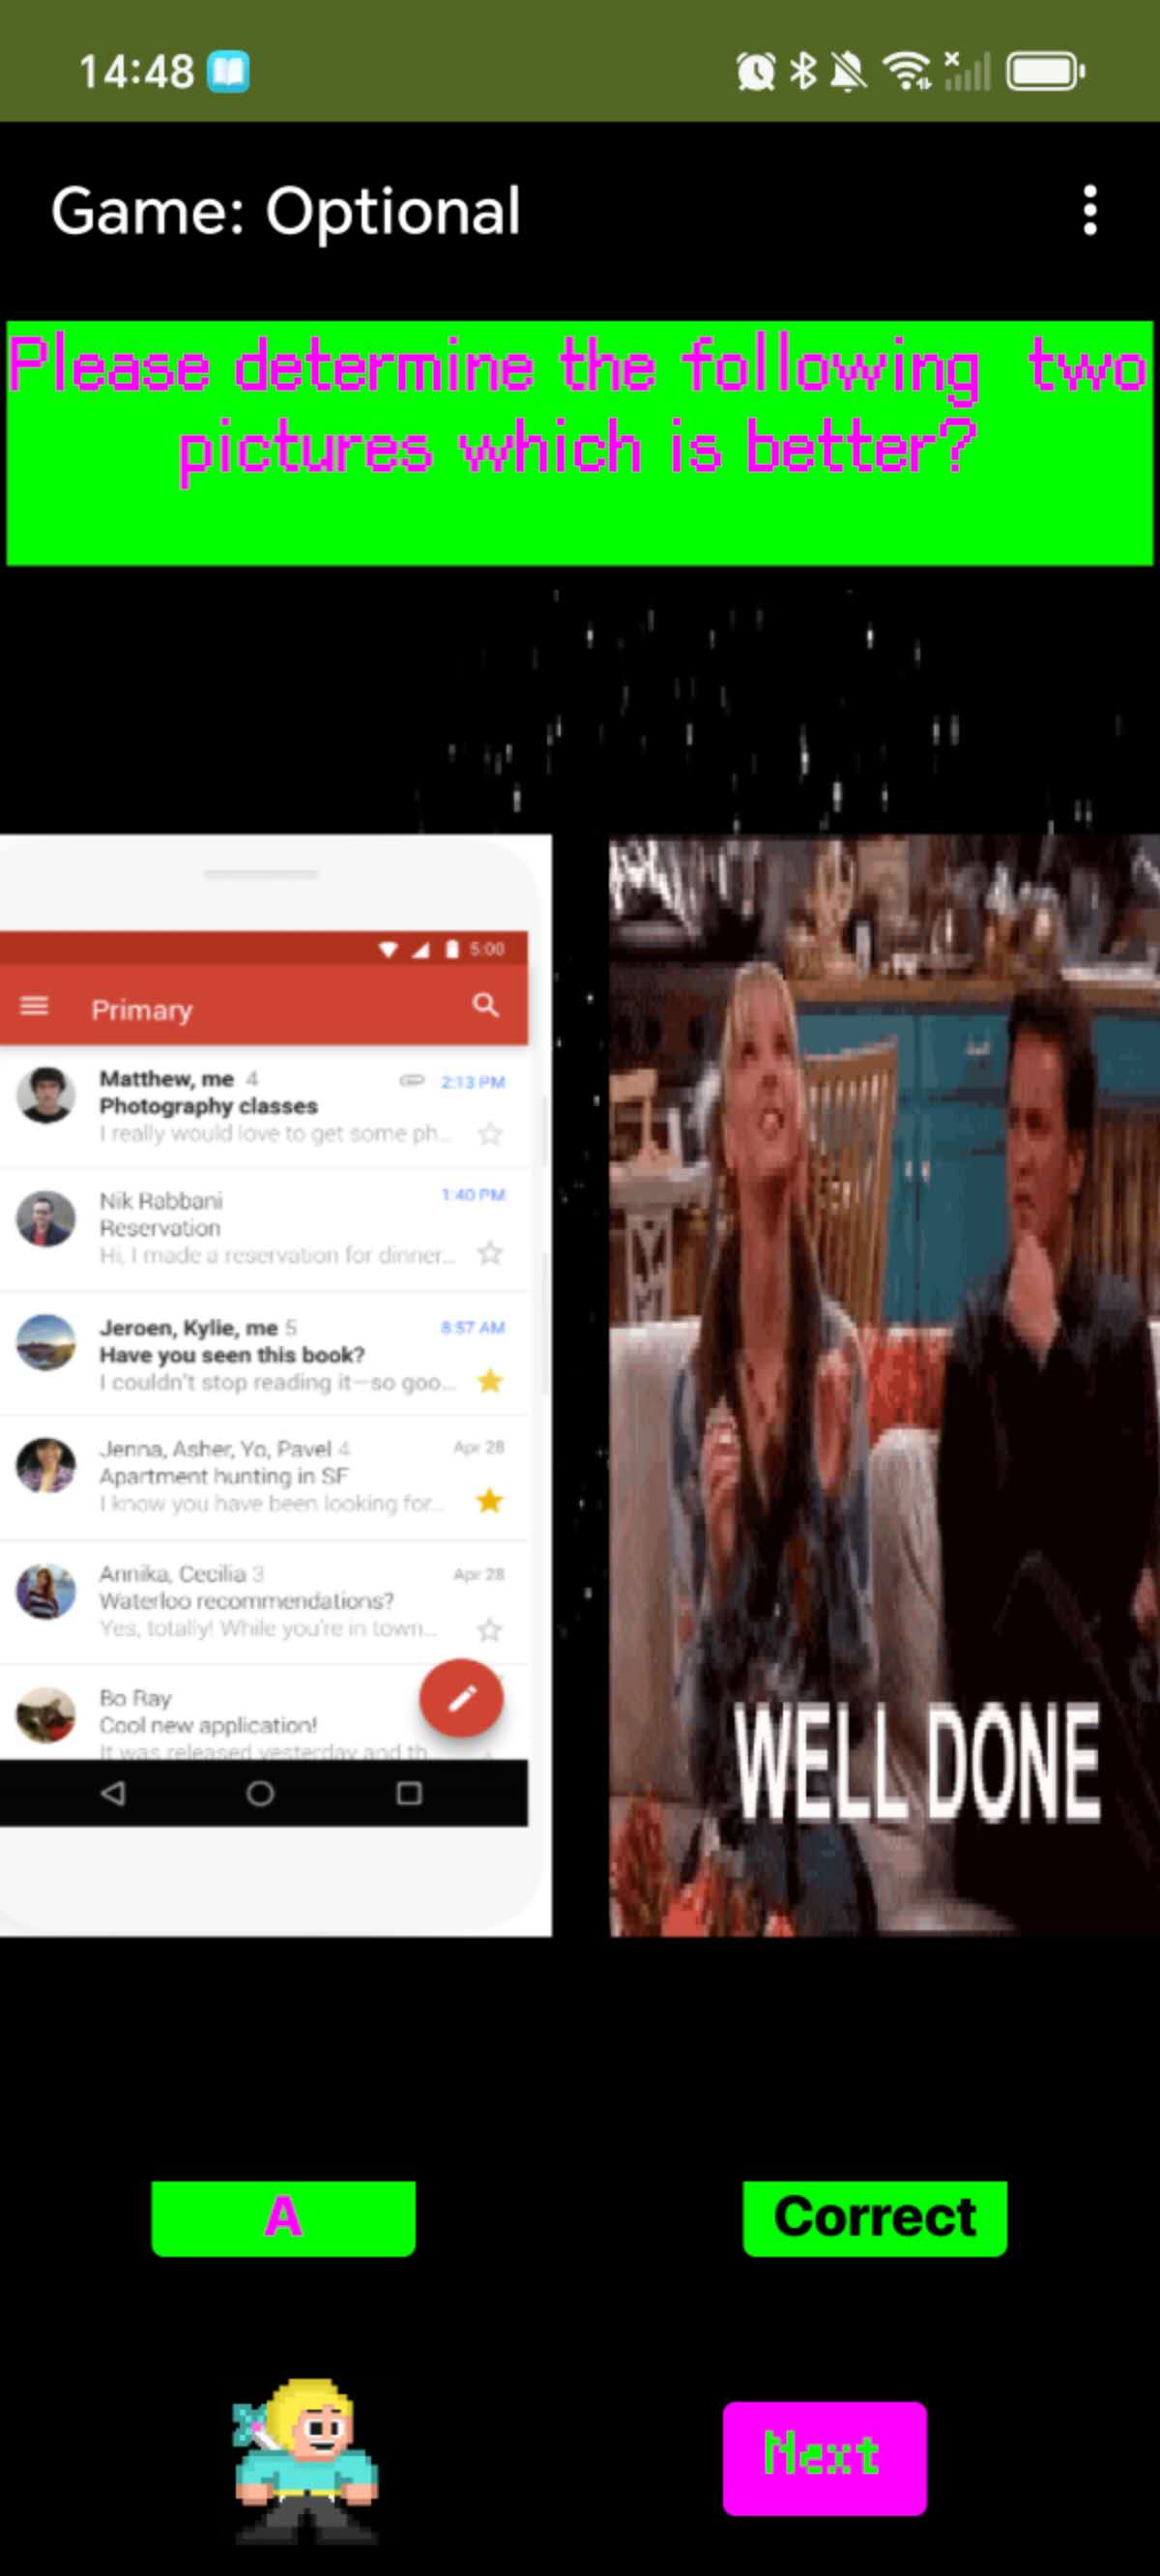 14:48
Game: Optional
Please determine the following two
pictures which is better?
5:00
Primary
Matthew, me 4
2:13 PM
Photography classes
I really would love to get some ph...
Nik Rabbani
1:40 PM
Reservation
Hi, I made a reservation for dinner...
Jeroen, Kylie, me 5
8:57 AM
Have you seen this book?
I couldn't stop reading it—so goo...
Jenna, Asher, Yo, Pavel 4
Apr 28
Apartment hunting in SF
I know you have been looking for...
Annika, Cecilia 3
Apr 28
Waterloo recommendations?
Yes, totally! While you're in town...
Bo Ray
Cool new application!
It was released yesterday and th...
WELL DONE
A
Correct
Next